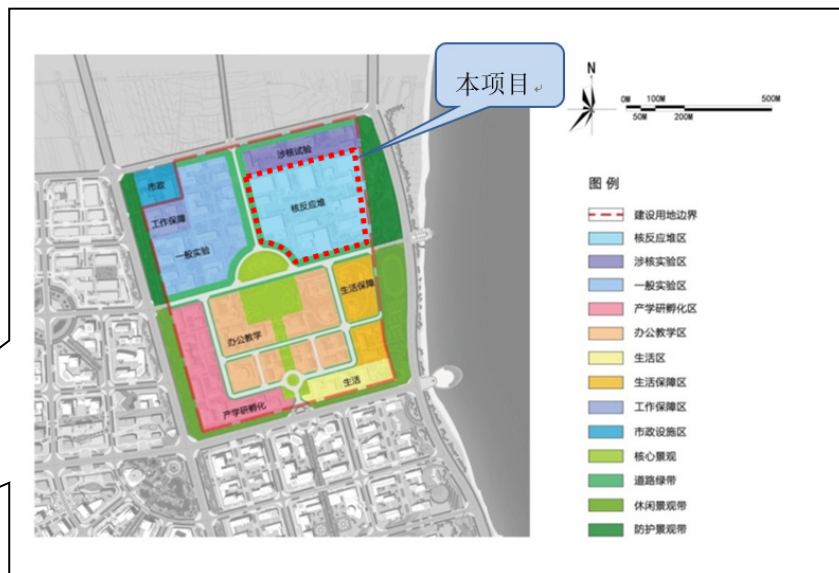 本项目
N
0M 100M 500M
50M 200M
涉核试验
市政
核反应堆
工作保障
一般实验
生活保障
办公教学
生活
产学研孵化
图例
建设用地边界
核反应堆区
涉核实验区
一般实验区
产学研孵化区
办公教学区
生活区
生活保障区
工作保障区
市政设施区
核心景观
道路绿带
休闲景观带
防护景观带